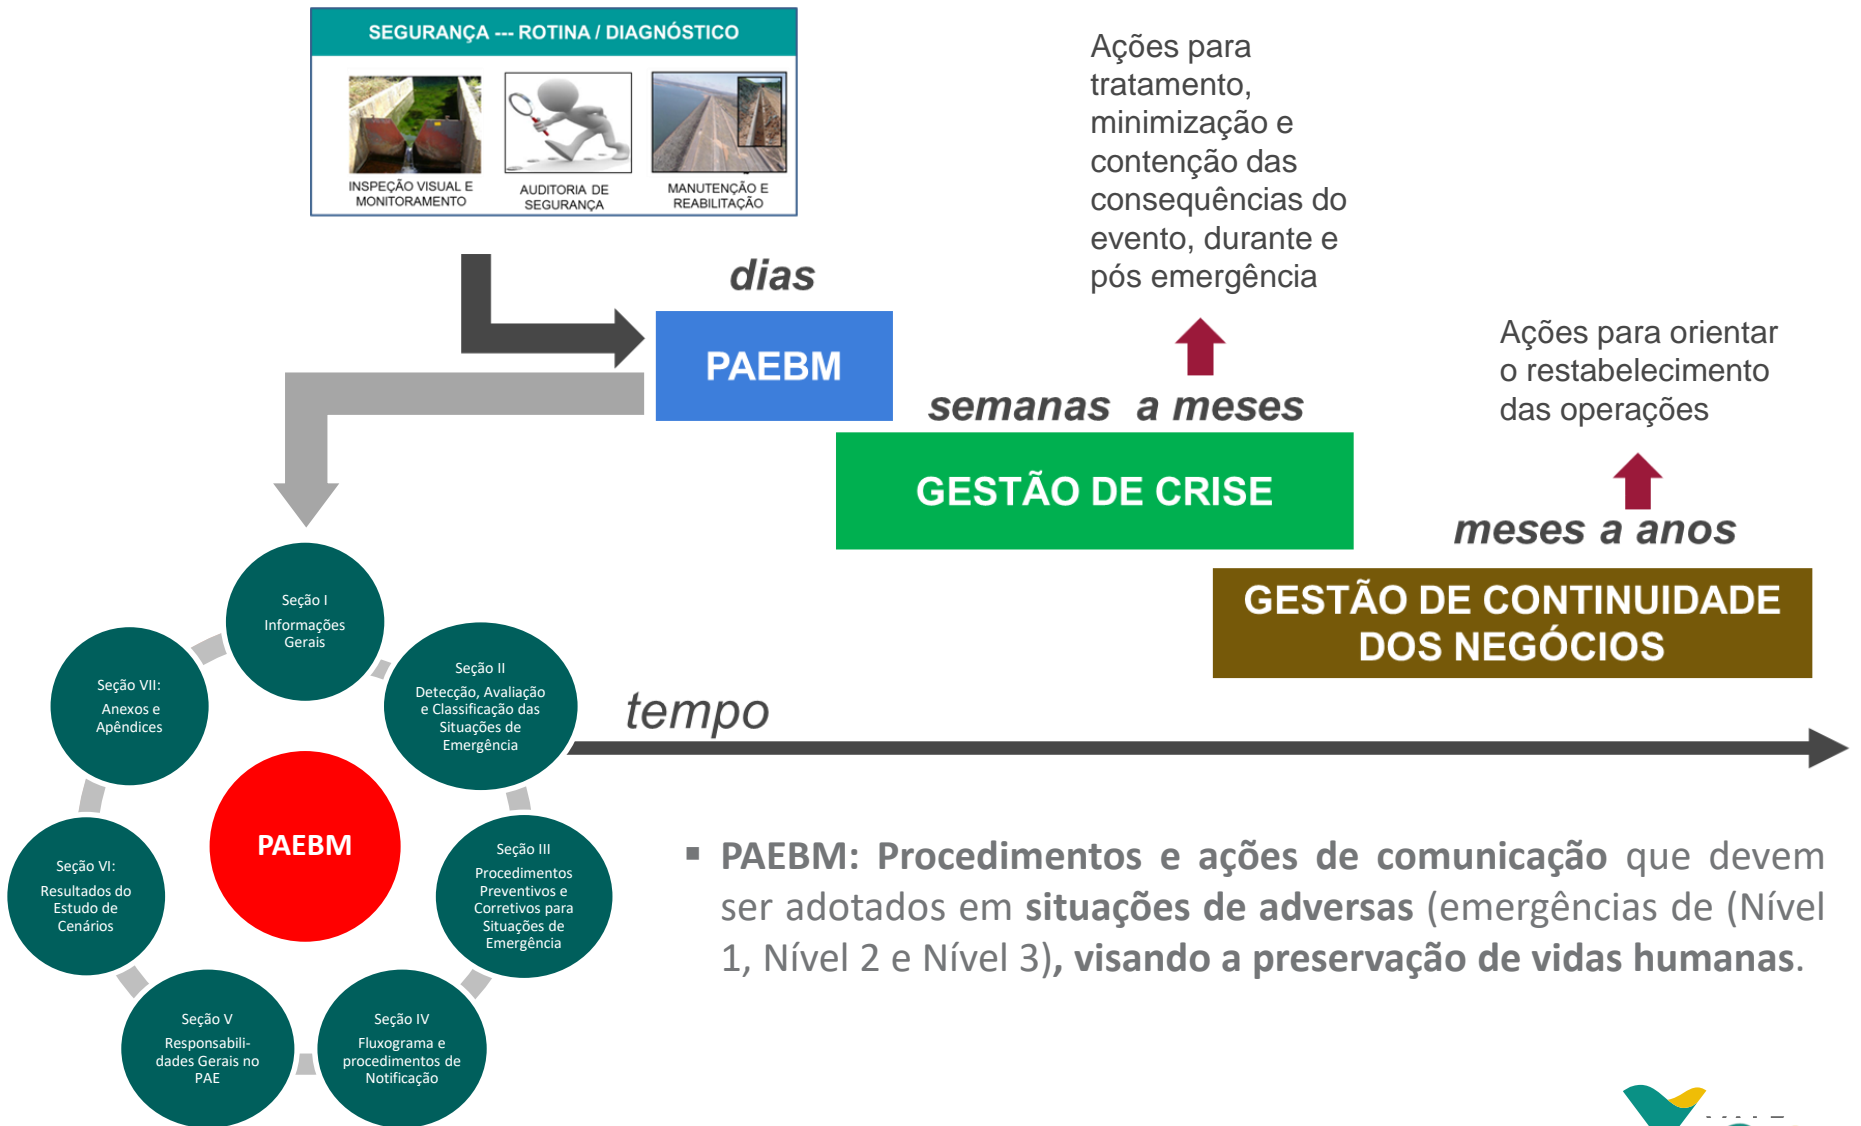 SEGURANÇA --- ROTINA / DIAGNÓSTICO
INSPEÇÃO VISUAL E
MONITORAMENTO
AUDITORIA DE
SEGURANÇA
MANUTENÇÃO E
REABILITAÇÃO
Ações para
tratamento,
minimização e
contenção das
consequências do
evento, durante e
pós emergência
dias
PAEBM
semanas a meses
GESTÃO DE CRISE
Ações para orientar
o restabelecimento
das operações
meses a anos
GESTÃO DE CONTINUIDADE
DOS NEGÓCIOS
tempo
Seção I
Informações
Gerais
Seção II
Detecção, Avaliação
e Classificação das
Situações de
Emergência
Seção III
Procedimentos
Preventivos e
Corretivos para
Situações de
Emergência
Seção IV
Fluxograma e
procedimentos de
Notificação
Seção V
Responsabili-
dades Gerais no
PAE
Seção VI:
Resultados do
Estudo de
Cenários
Seção VII:
Anexos e
Apêndices
PAEBM
▪ PAEBM: Procedimentos e ações de comunicação que devem
ser adotados em situações de adversas (emergências de (Nível
1, Nível 2 e Nível 3), visando a preservação de vidas humanas.